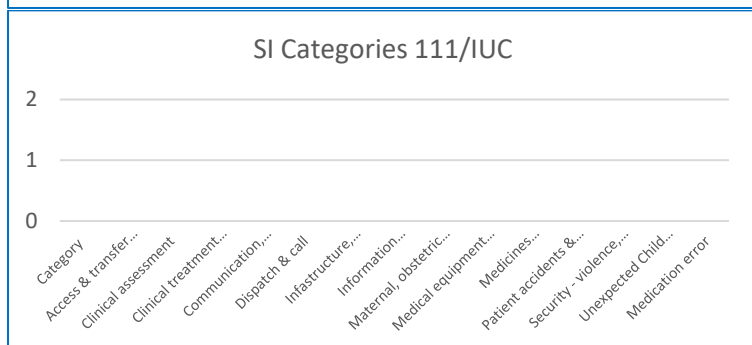 SI Categories 111/IUC
2
1
0
Category
Access & transfer...
Clinical assessment
Clinical treatment...
Communication,...
Dispatch & call
Infastructure,...
Information...
Maternal, obstetric...
Medical equipment...
Medicines...
Patient accidents &...
Security - violence,...
Unexpected Child...
Medication error